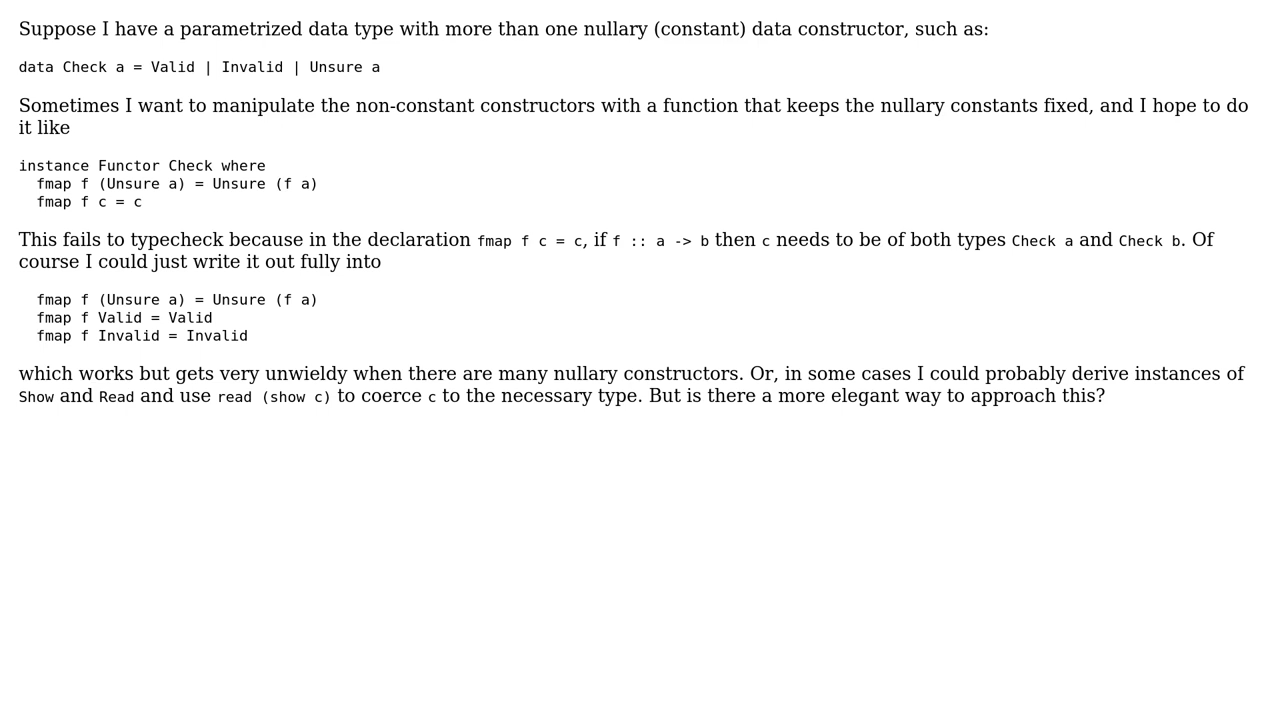 Suppose I have a parametrized data type with more than one nullary (constant) data constructor, such as:
data Check a = Valid | Invalid | Unsure a
Sometimes I want to manipulate the non-constant constructors with a function that keeps the nullary constants fixed, and I hope to do
it like
instance Functor Check where
  fmap f (Unsure a) = Unsure (f a)
  fmap f c = c
This fails to typecheck because in the declaration fmap f c = c, if f :: a -> b then c needs to be of both types Check a and Check b. Of
course I could just write it out fully into
  fmap f (Unsure a) = Unsure (f a)
  fmap f Valid = Valid
  fmap f Invalid = Invalid
which works but gets very unwieldy when there are many nullary constructors. Or, in some cases I could probably derive instances of
Show and Read and use read (show c) to coerce c to the necessary type. But is there a more elegant way to approach this?